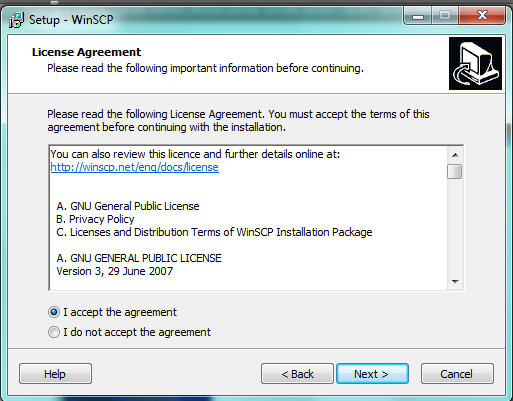 Setup - WinSCP
License Agreement
Please read the following important information before continuing.
Please read the following License Agreement. You must accept the terms of this
agreement before continuing with the installation.
You can also review this licence and further details online at:
http://winscp.net/eng/docs/license
A. GNU General Public License
B. Privacy Policy
C. Licenses and Distribution Terms of WinSCP Installation Package
A. GNU GENERAL PUBLIC LICENSE
Version 3, 29 June 2007
I accept the agreement
I do not accept the agreement
Help
< Back
Next >
Cancel